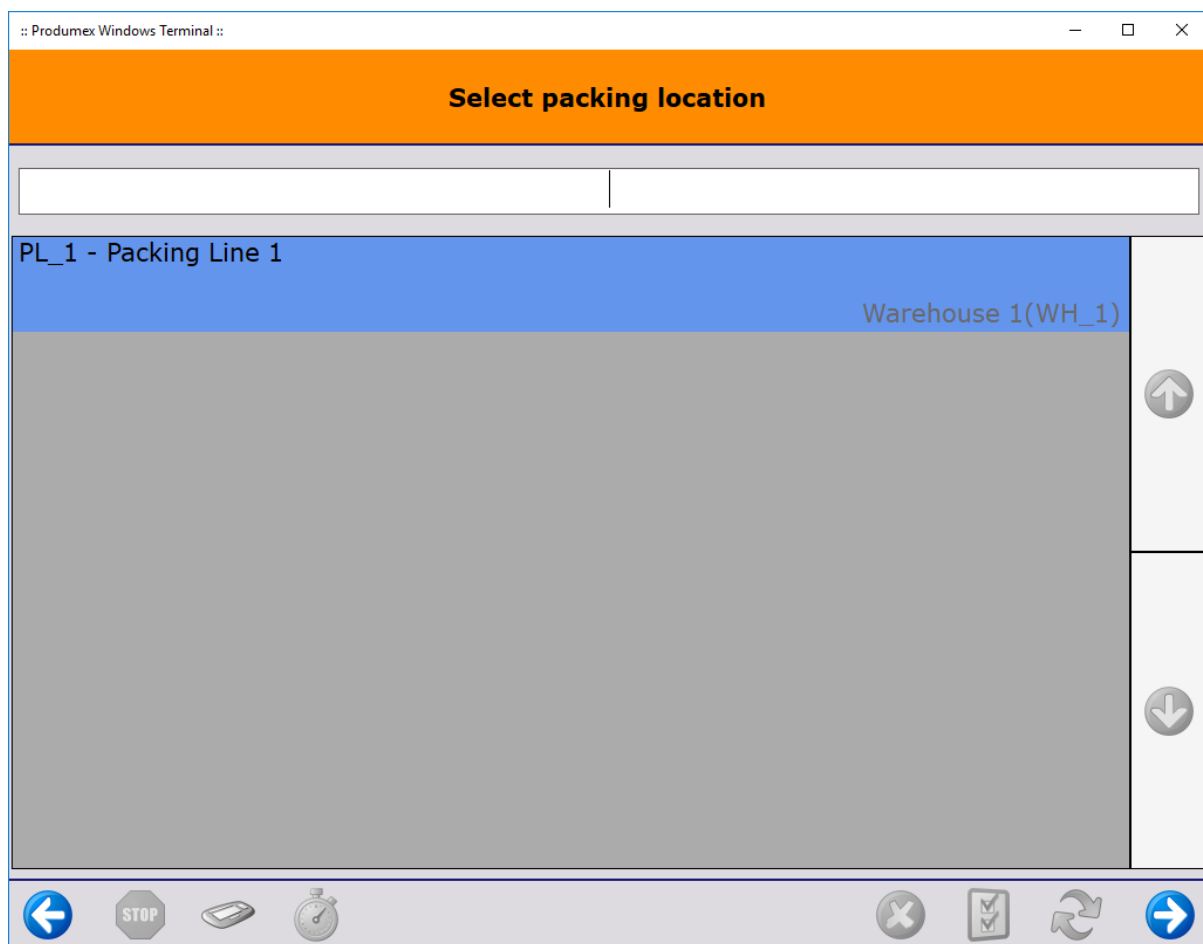 :: Produmex Windows Terminal ::
Select packing location
PL_1 - Packing Line 1
Warehouse 1(WH_1)
STOP